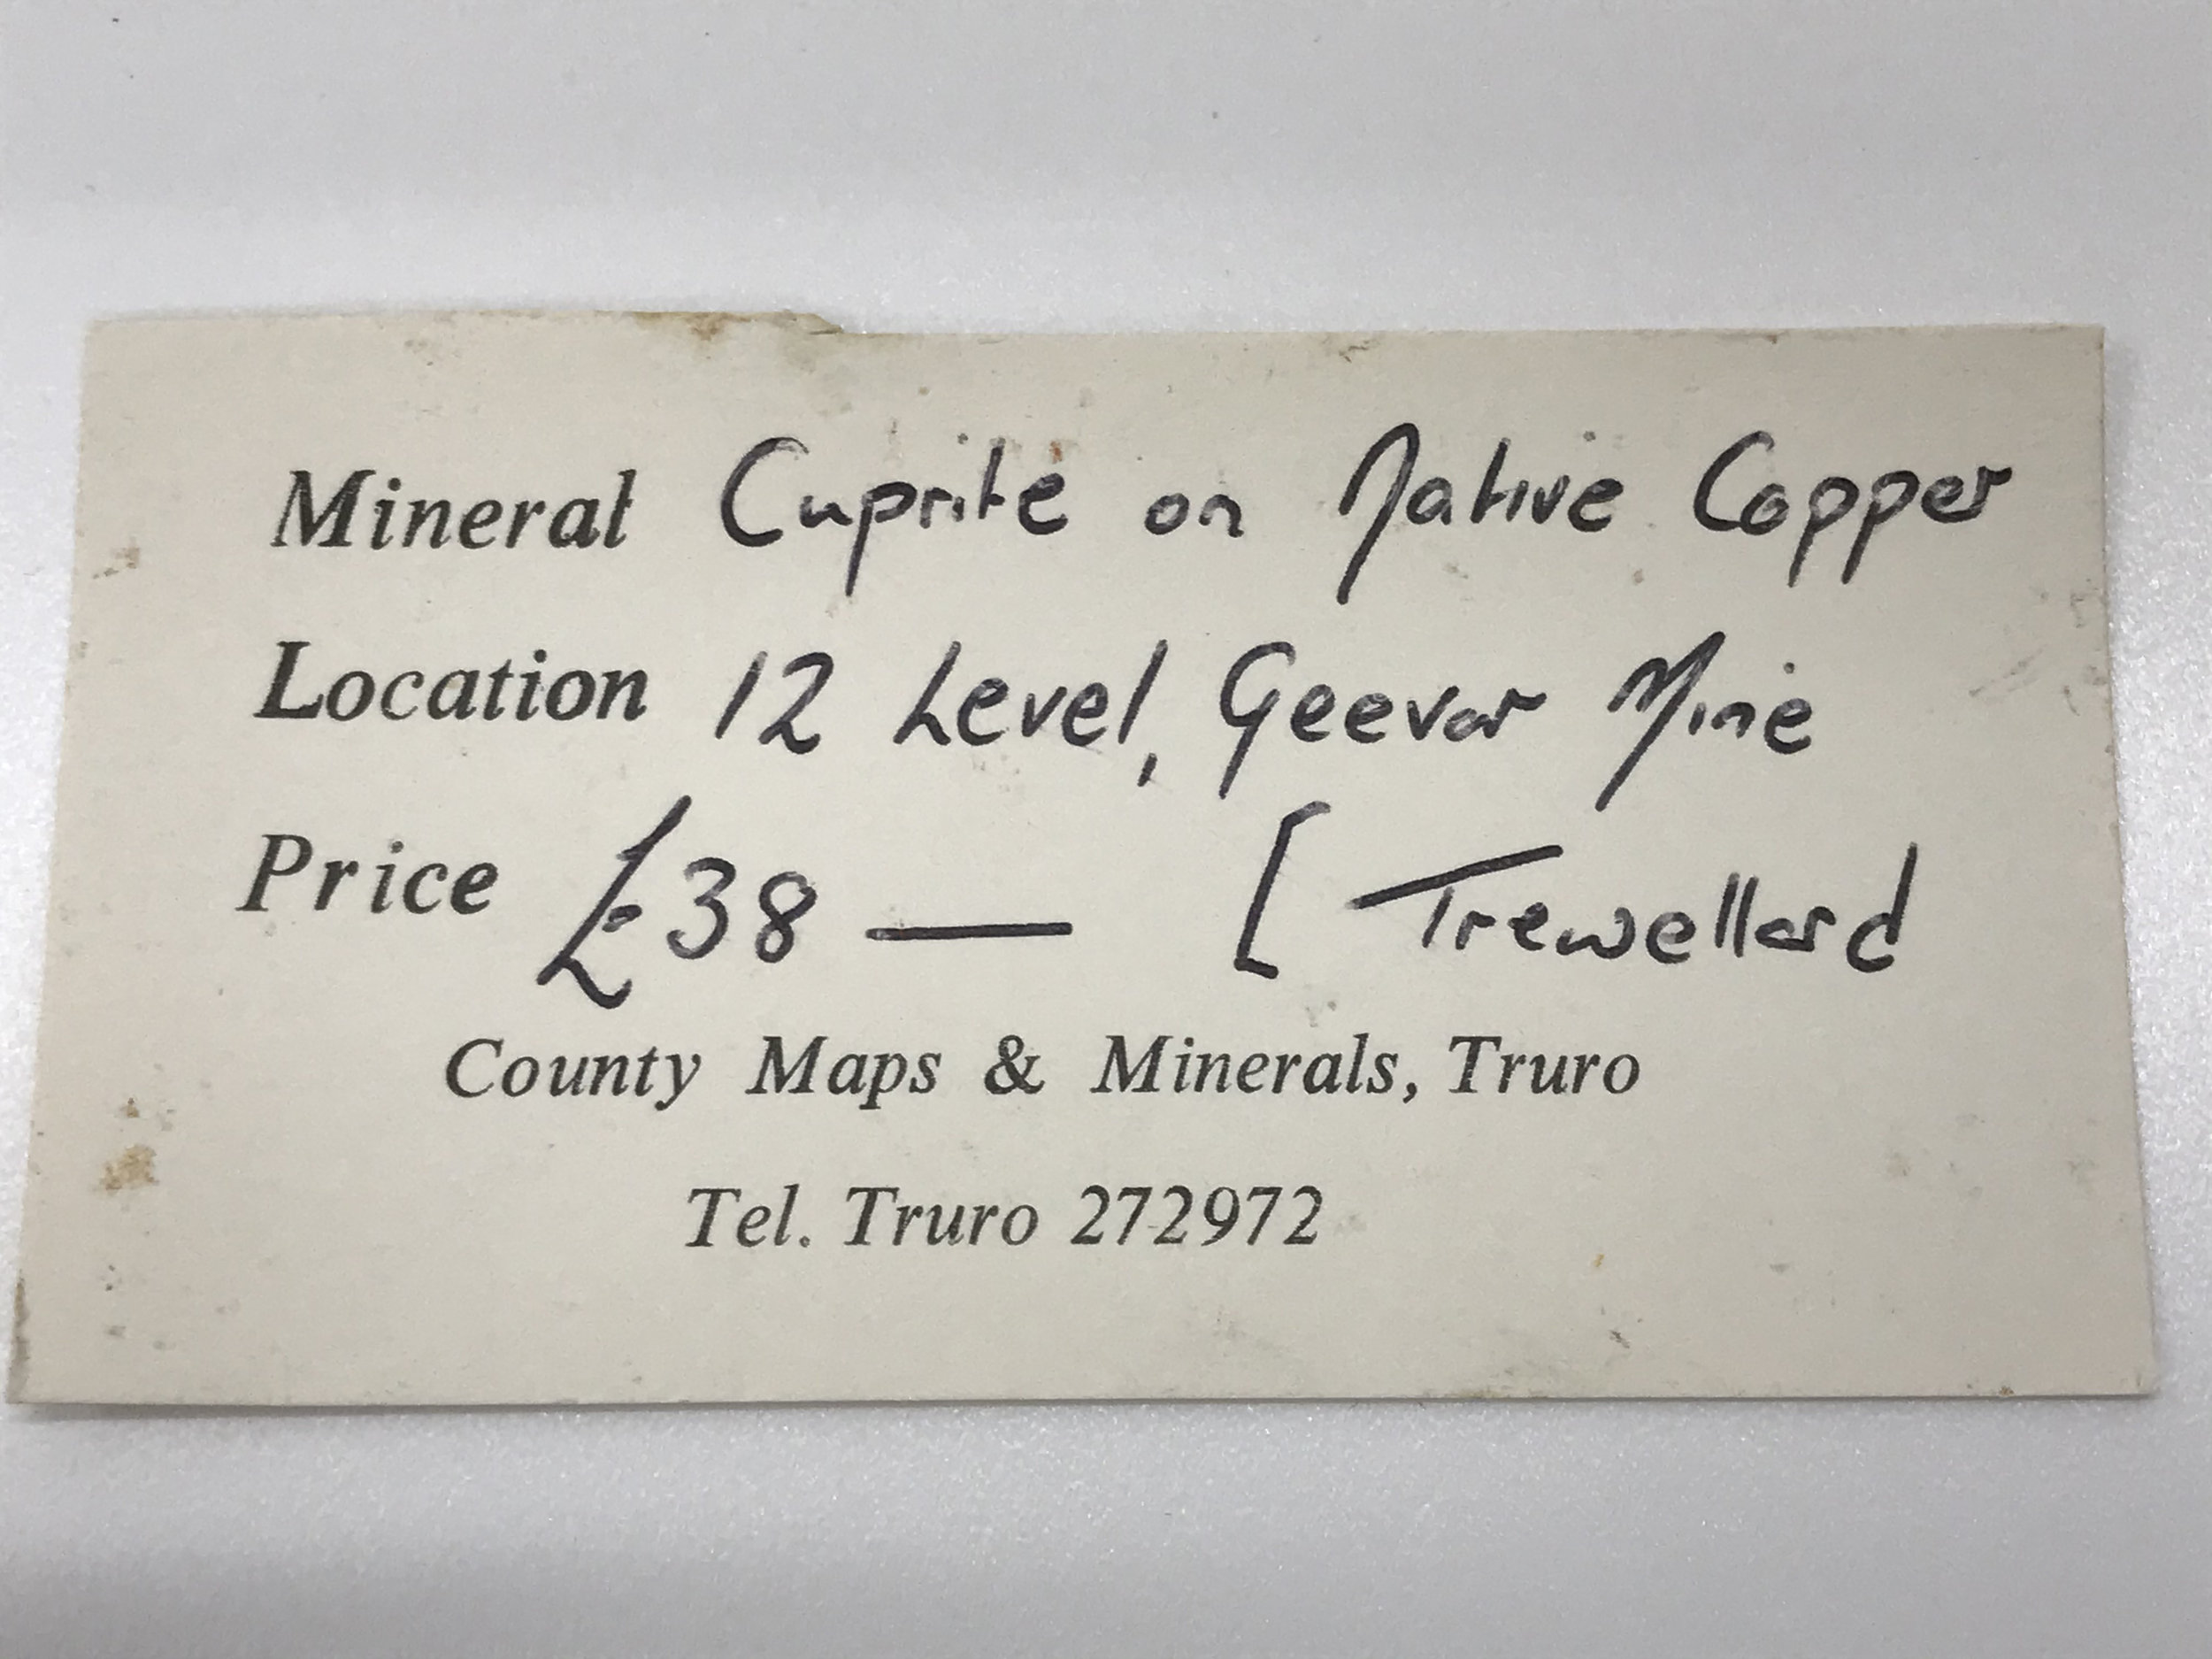 Mineral Cuprite on Native Copper
Location 12 Level, Geevor Mine
Price £38 — [ Trewellard
County Maps & Minerals, Truro
Tel. Truro 272972